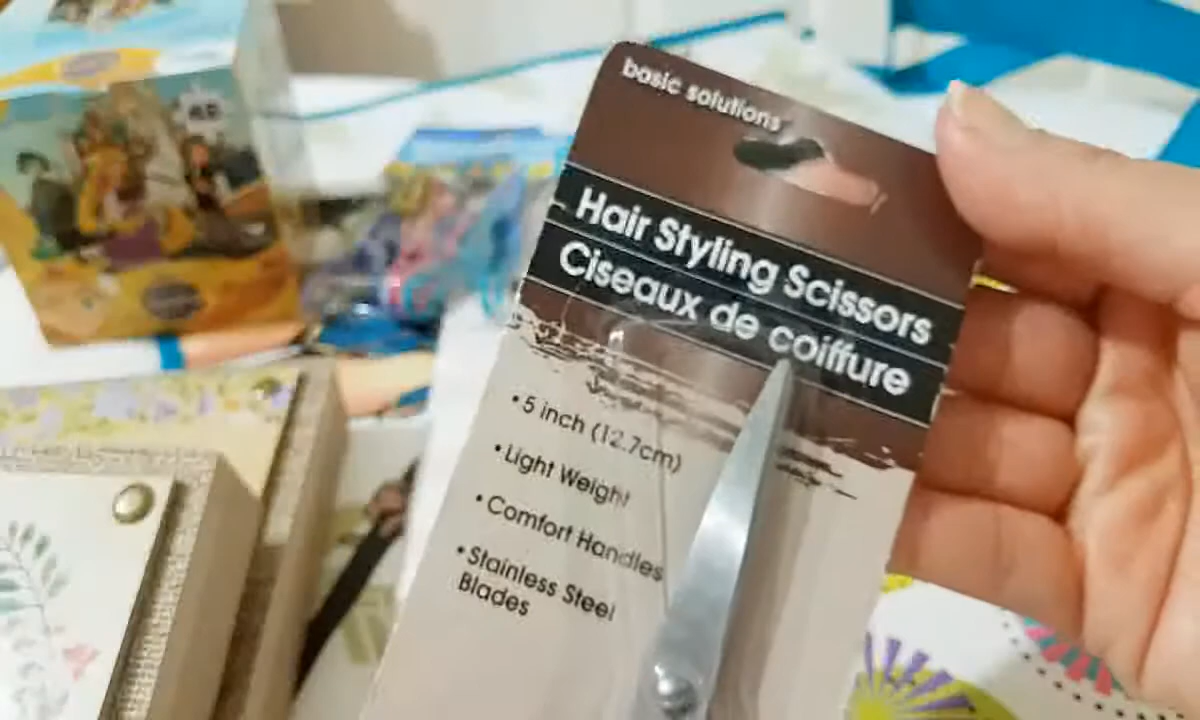 basic solutions
Hair Styling Scissors
Ciseaux de coiffure
• 5 inch (12.7cm)
• Light Weight
• Comfort Handles
• Stainless Steel
Blades